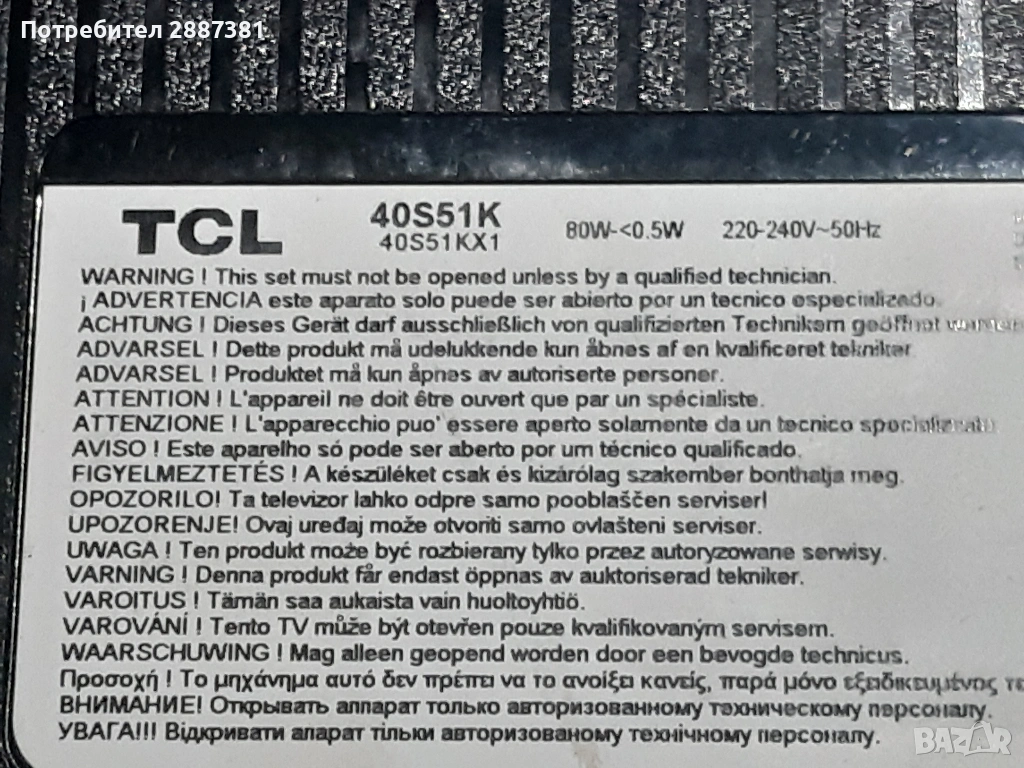 Потребител 2887381
TCL 40S51K 80W-<0.5W 220-240V~50Hz
40S51KX1
WARNING ! This set must not be opened unless by a qualified technician.
¡ ADVERTENCIA este aparato solo puede ser abierto por un tecnico especializado.
ACHTUNG ! Dieses Gerät darf ausschließlich von qualifizierten Technikern geöffnet werden
ADVARSEL ! Dette produkt må udelukkende kun åbnes af en kvalificeret tekniker
ADVARSEL ! Produktet må kun åpnes av autoriserte personer.
ATTENTION ! L'appareil ne doit être ouvert que par un spécialiste.
ATTENZIONE ! L'apparecchio puo' essere aperto solamente da un tecnico specializzato
AVISO ! Este aparelho só pode ser aberto por um técnico qualificado.
FIGYELMEZTETÉS ! A készüléket csak és kizárólag szakember bonthatja meg.
OPOZORILO! Ta televizor lahko odpre samo pooblaščen serviser!
UPOZORENJE! Ovaj uređaj može otvoriti samo ovlašteni serviser.
UWAGA ! Ten produkt może być rozbierany tylko przez autoryzowane serwisy.
VARNING ! Denna produkt får endast öppnas av auktoriserad tekniker.
VAROITUS ! Tämän saa aukaista vain huoltoyhtiö.
VAROVÁNÍ ! Tento TV může být otevřen pouze kvalifikovaným servisem.
WAARSCHUWING ! Mag alleen geopend worden door een bevogde technicus.
Προσοχή ! Το μηχάνημα αυτό δεν πρέπει να το ανοίξει κανείς, παρά μόνο εξειδικευμένος
ВНИМАНИЕ! Открывать аппарат только авторизованному техническому персоналу.
УВАГА!!! Відкривати апарат тільки авторизованому технічному персоналу.
BAZAR